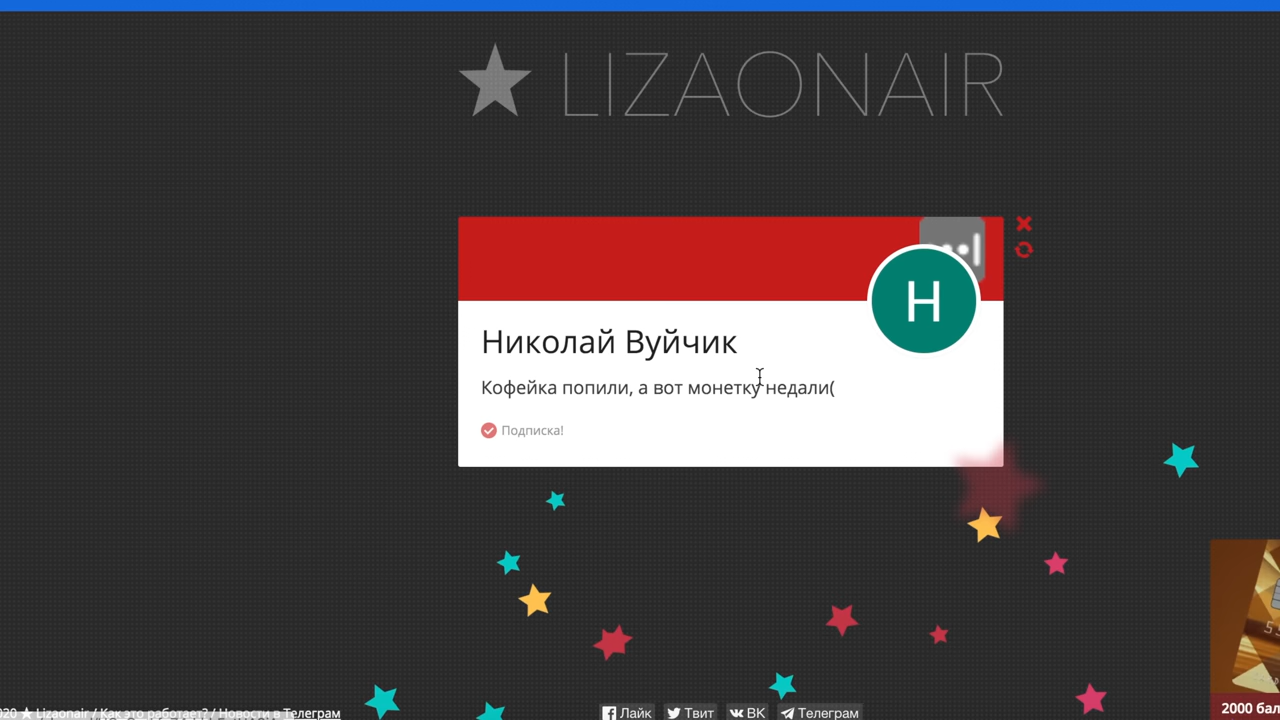 ★ LIZAONAIR
Н
Николай Вуйчик
Кофейка попили, а вот монетку недали(
Подписка!
020 ★ Lizaonair / Как это работает? / Новости в Телеграм
Лайк Твит ВК Телеграм
2000 бал